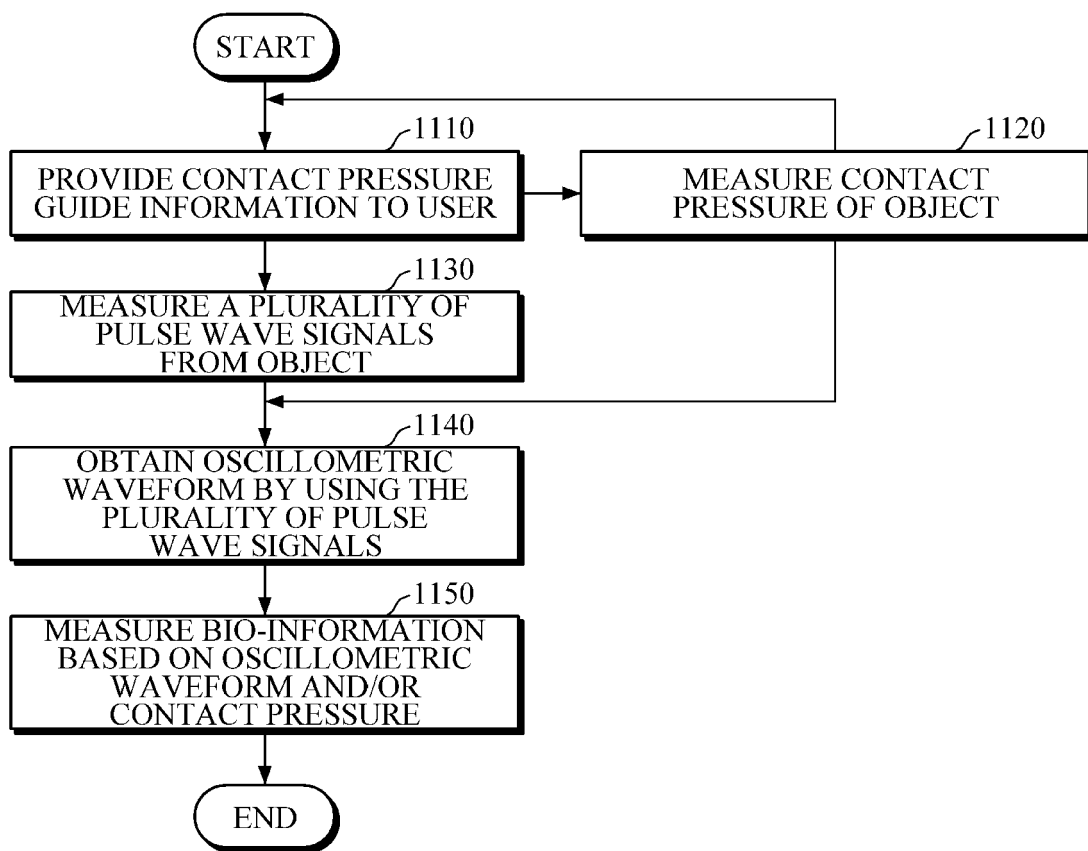 START
1110
PROVIDE CONTACT PRESSURE
GUIDE INFORMATION TO USER
1120
MEASURE CONTACT
PRESSURE OF OBJECT
1130
MEASURE A PLURALITY OF
PULSE WAVE SIGNALS
FROM OBJECT
1140
OBTAIN OSCILLOMETRIC
WAVEFORM BY USING THE
PLURALITY OF PULSE
WAVE SIGNALS
1150
MEASURE BIO-INFORMATION
BASED ON OSCILLOMETRIC
WAVEFORM AND/OR
CONTACT PRESSURE
END